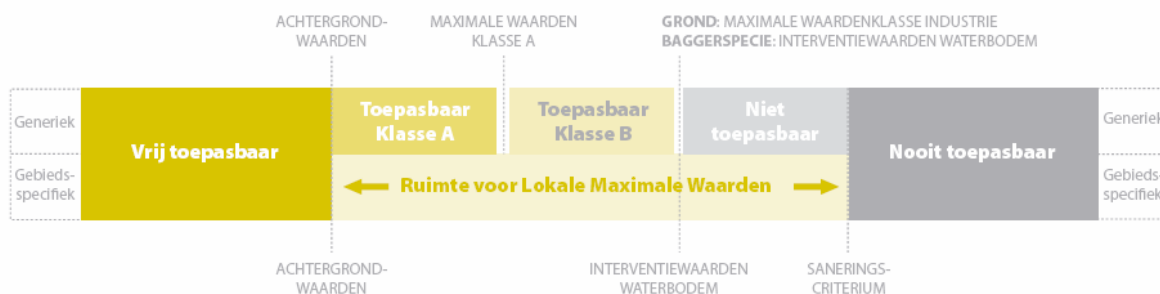 ACHTERGROND-
WAARDEN
MAXIMALE WAARDEN
KLASSE A
GROND: MAXIMALE WAARDENKLASSE INDUSTRIE
BAGGERSPECIE: INTERVENTIEWAARDEN WATERBODEM
Generiek
Vrij toepasbaar
Toepasbaar
Klasse A
Toepasbaar
Klasse B
Niet
toepasbaar
Nooit toepasbaar
Generiek
Gebieds-
specifiek
Ruimte voor Lokale Maximale Waarden
Gebieds-
specifiek
ACHTERGROND-
WAARDEN
INTERVENTIEWAARDEN
WATERBODEM
SANERINGS-
CRITERIUM